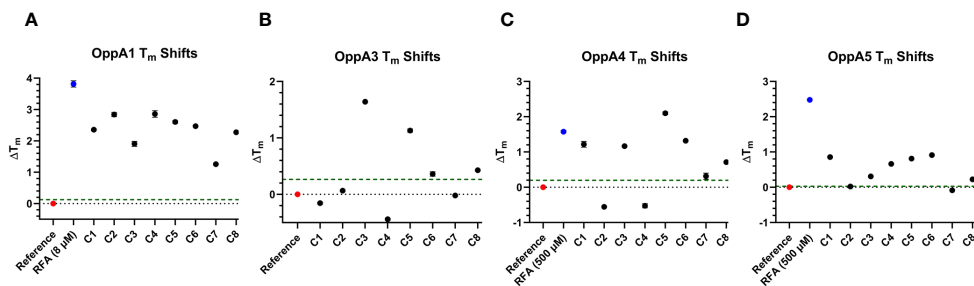 A
OppA1 Tm Shifts
ΔTm
4
3
2
1
0
Reference
RFA (8 µM)
C1
C2
C3
C4
C5
C6
C7
C8
B
OppA3 Tm Shifts
ΔTm
2
1
0
Reference
C1
C2
C3
C4
C5
C6
C7
C8
C
OppA4 Tm Shifts
ΔTm
3
2
1
0
-1
Reference
RFA (500 µM)
C1
C2
C3
C4
C5
C6
C7
C8
D
OppA5 Tm Shifts
ΔTm
3
2
1
0
-1
Reference
RFA (500 µM)
C1
C2
C3
C4
C5
C6
C7
C8